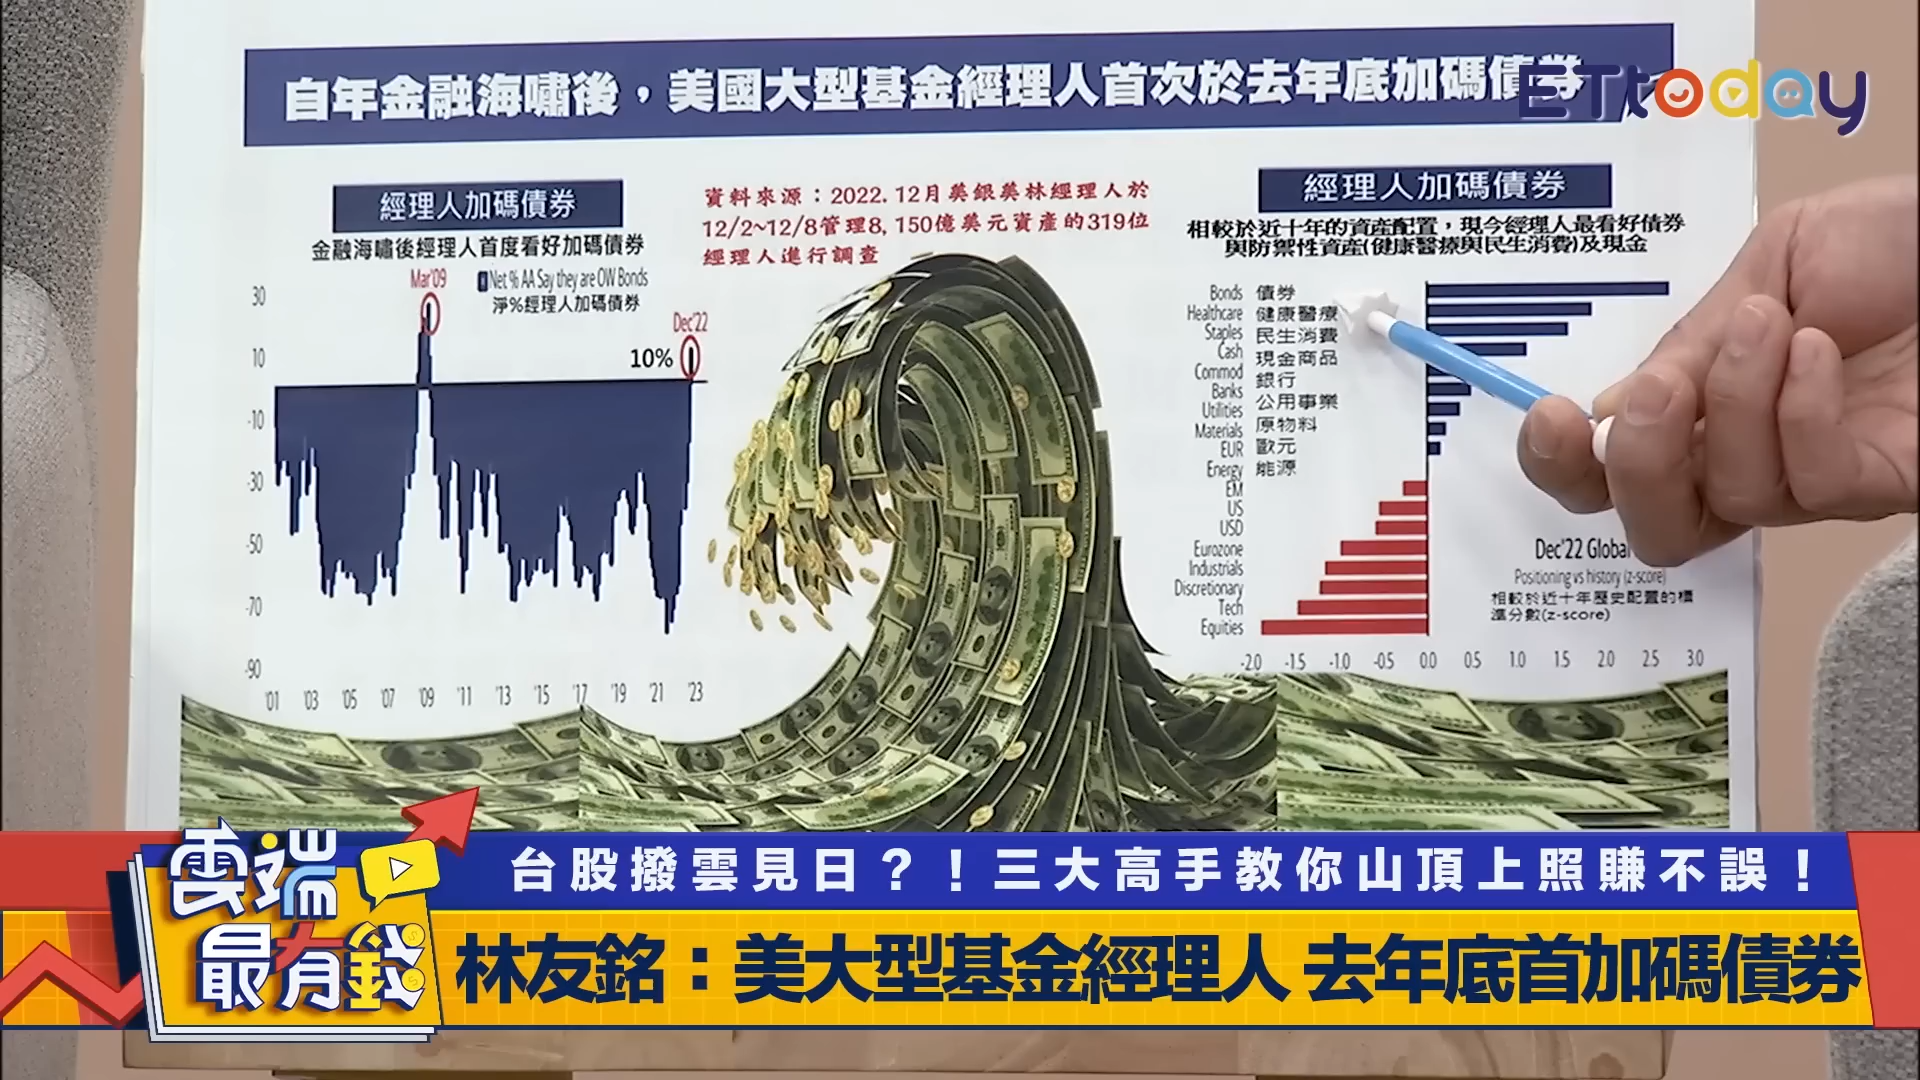 自年金融海嘯後，美國大型基金經理人首次於去年底加碼債券
ETtoday
經理人加碼債券
金融海嘯後經理人首度看好加碼債券
Mar'09
Net % AA Say they are OW Bonds
淨%經理人加碼債券
Dec'22
10%
30
10
-10
-30
-50
-70
-90
'01 '03 '05 '07 '09 '11 '13 '15 '17 '19 '21 '23
資料來源：2022.12月英銀英林經理人於
12/2~12/8管理8,150億美元資產的319位
經理人進行調查
經理人加碼債券
相較於近十年的資產配置，現今經理人最看好債券
與防禦性資產(健康醫療與民生消費)及現金
Bonds 債券
Healthcare 健康醫療
Staples 民生消費
Cash 現金商品
Commod 銀行
Banks 公用事業
Utilities 原物料
Materials 歐元
EUR 能源
Energy
EM
US
USD
Eurozone
Industrials
Discretionary
Tech
Equities
Dec'22 Global
Positioning vs history (z-score)
相較於近十年歷史配置的標
準分數(z-score)
-2.0 -1.5 -1.0 -0.5 0.0 0.5 1.0 1.5 2.0 2.5 3.0
雲端
最有錢
台股撥雲見日？！三大高手教你山頂上照賺不誤！
林友銘：美大型基金經理人 去年底首加碼債券